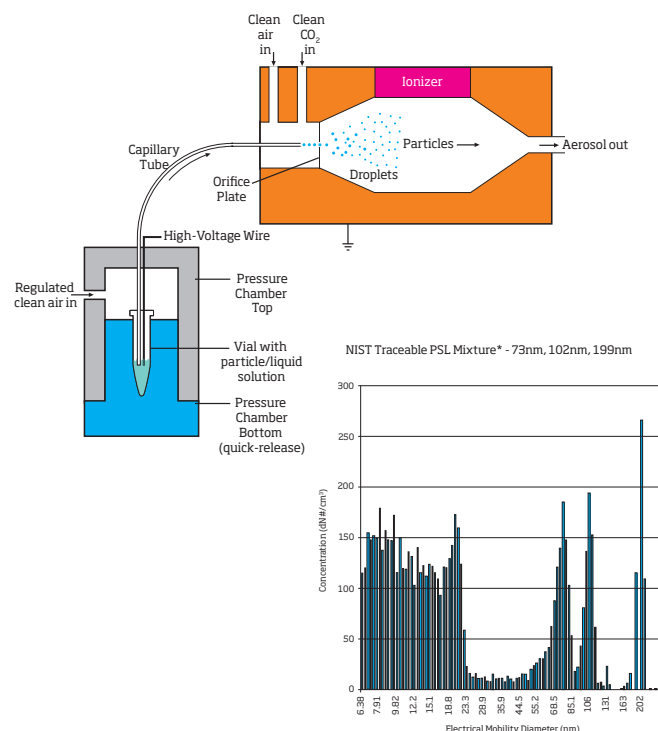 Clean
air
in
Clean
CO₂
in
Ionizer
Capillary
Tube
Particles
Aerosol out
Droplets
Orifice
Plate
High-Voltage Wire
Regulated
clean air in
Pressure
Chamber
Top
Vial with
particle/liquid
solution
Pressure
Chamber
Bottom
(quick-release)
NIST Traceable PSL Mixture* - 73nm, 102nm, 199nm
300
250
200
150
100
50
0
Concentration (dN#/cm³)
6.38
7.91
9.82
12.2
15.1
18.8
23.3
28.9
35.9
44.5
55.2
68.5
85.1
106
131
163
202
Electrical Mobility Diameter (nm)